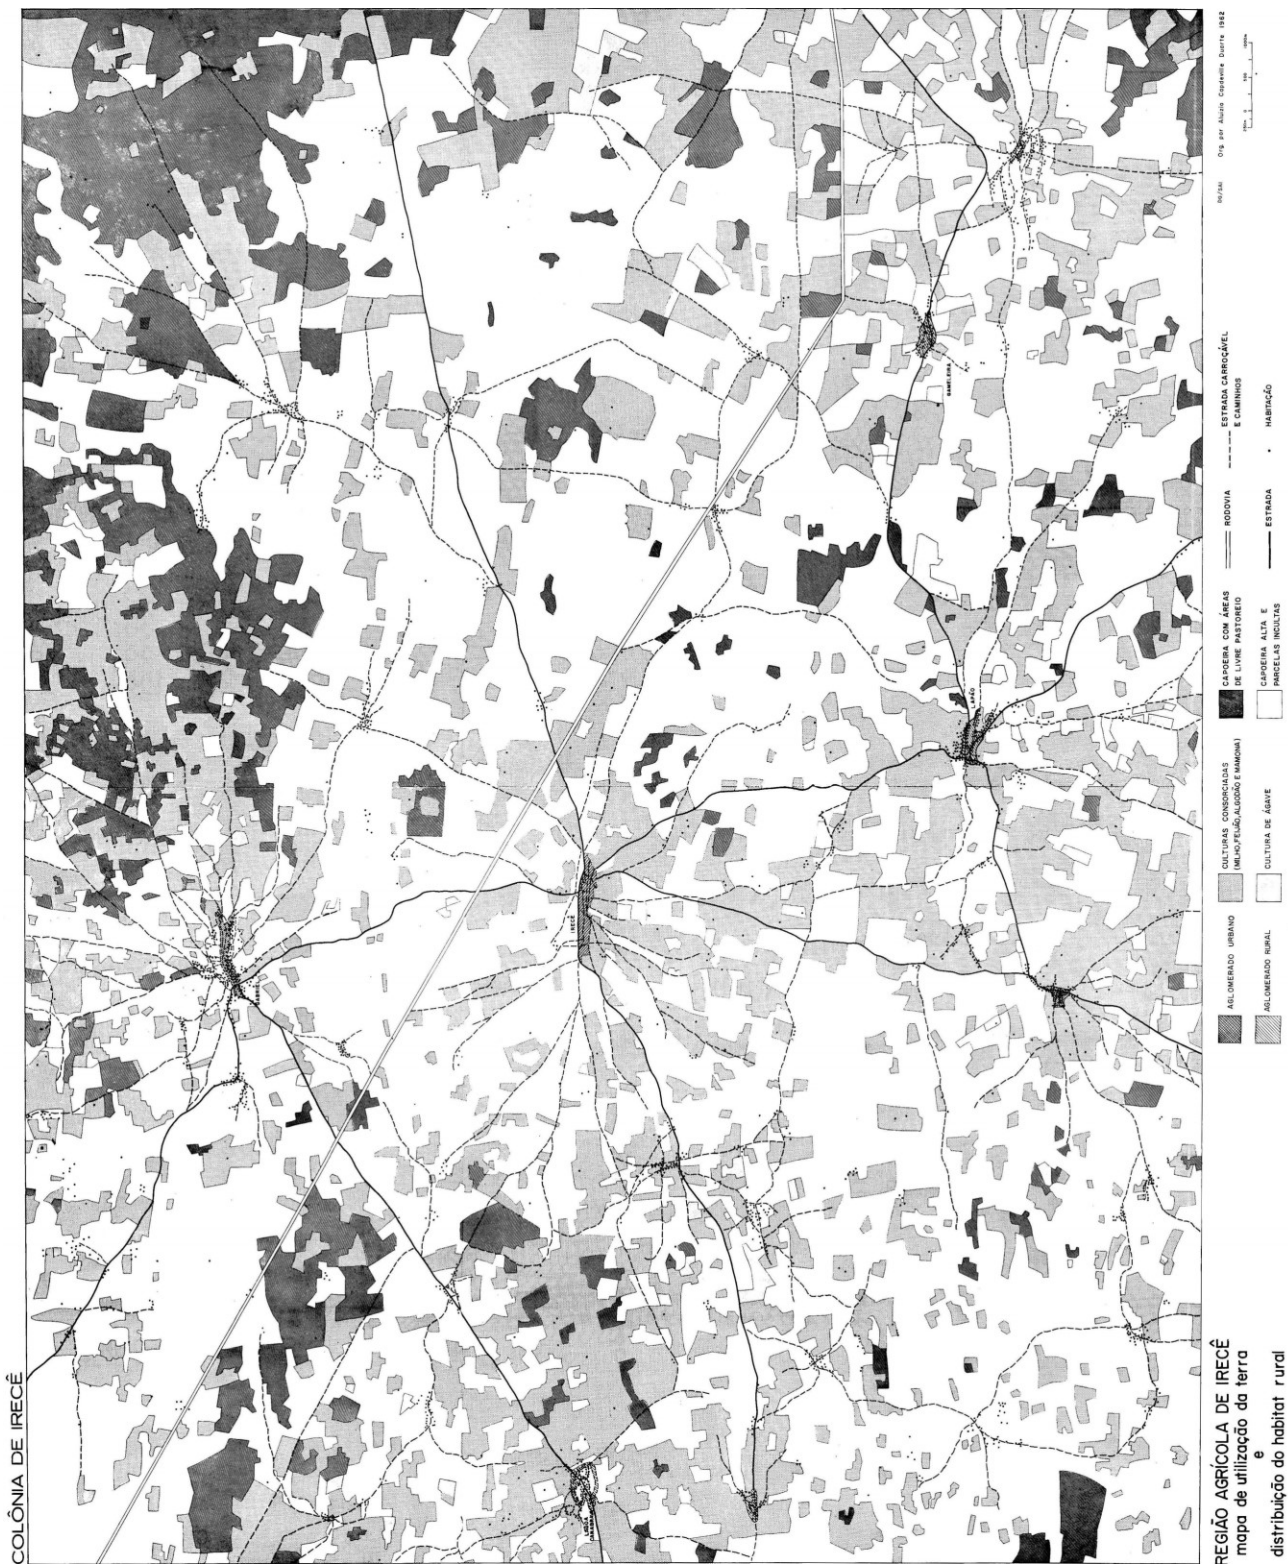 COLÔNIA DE IRECÊ
IRECÊ
LAPÃO
GAMELEIRA
LAGOA
REGIÃO AGRÍCOLA DE IRECÊ
mapa de utilização da terra
e
distribuição do habitat rural
AGLOMERADO URBANO
AGLOMERADO RURAL
CULTURAS CONSORCIADAS
(MILHO, FEIJÃO, ALGODÃO E MAMONA)
CULTURA DE ÁGAVE
CAPOEIRA COM ÁREAS
DE LIVRE PASTOREIO
CAPOEIRA ALTA E
PARCELAS INCULTAS
RODOVIA
ESTRADA
ESTRADA CARROÇÁVEL
E CAMINHOS
HABITAÇÃO
Org. por Aluizio Capdeville Duarte 1962